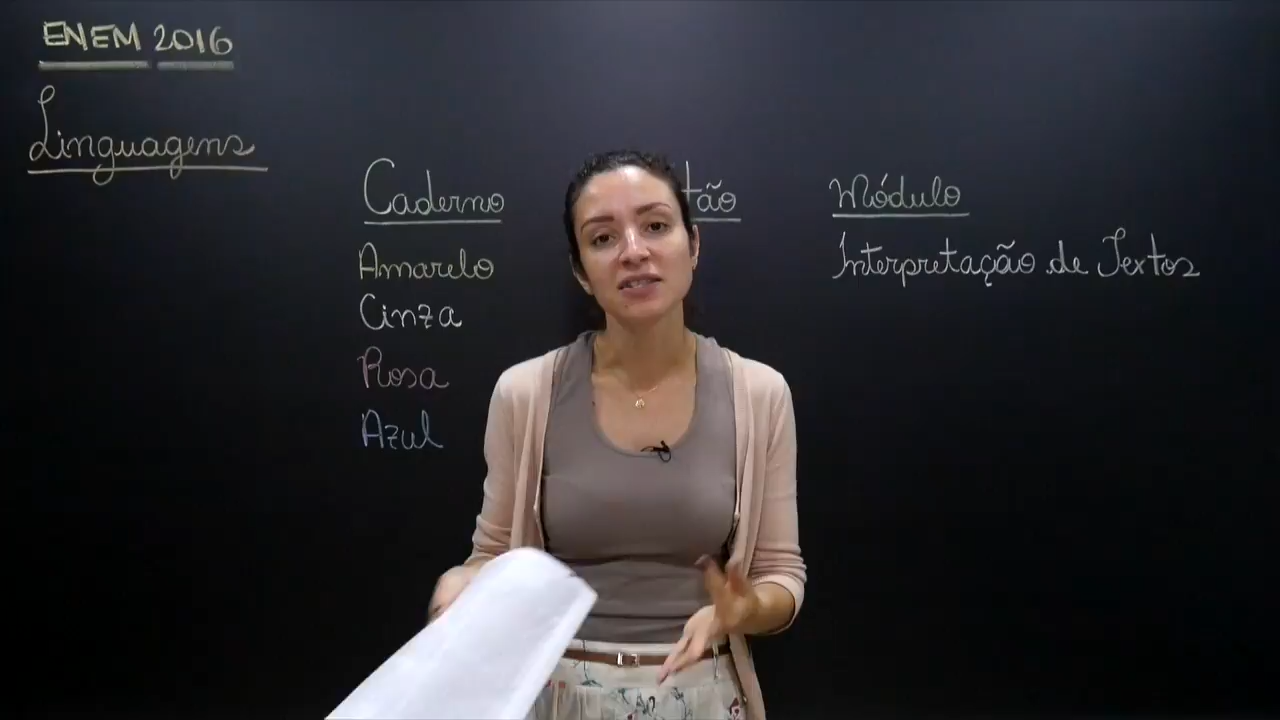 ENEM 2016
Linguagens
Caderno tão Módulo
Amarelo Interpretação de Textos
Cinza
Rosa
Azul